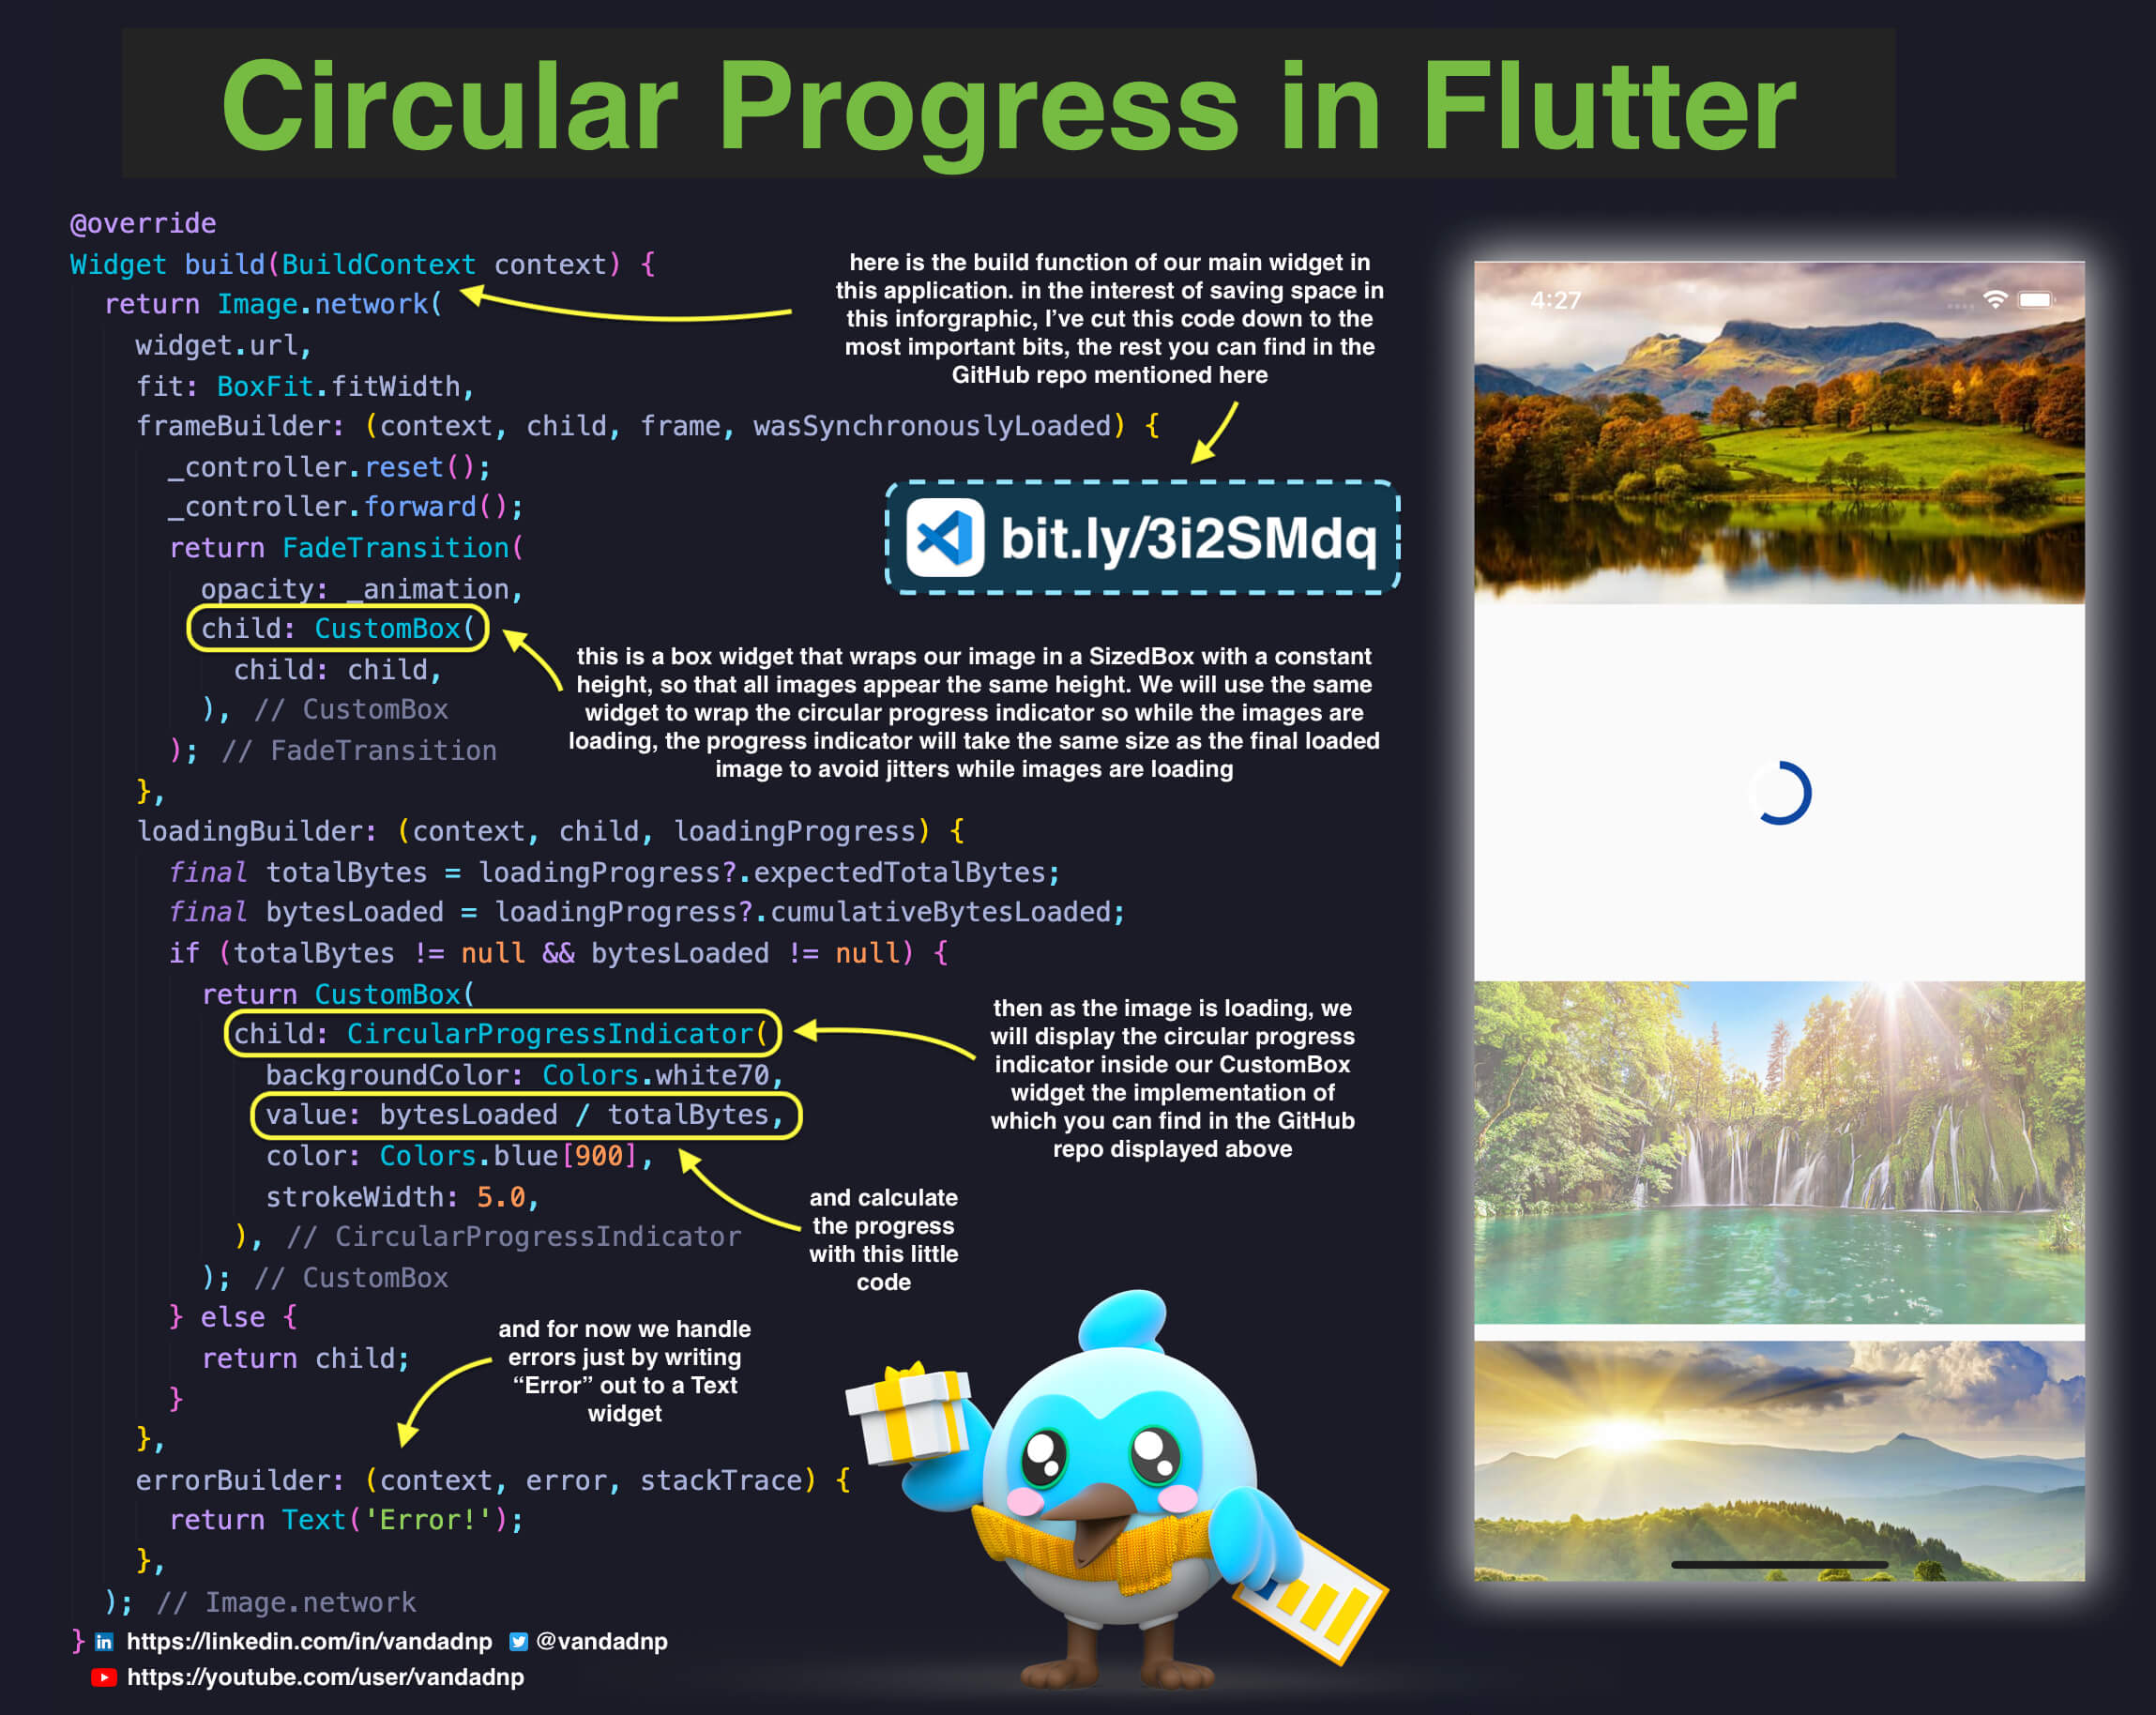 Circular Progress in Flutter
@override
Widget build(BuildContext context) {
return Image.network(
widget.url,
fit: BoxFit.fitWidth,
frameBuilder: (context, child, frame, wasSynchronouslyLoaded) {
_controller.reset();
_controller.forward();
return FadeTransition(
opacity: _animation,
child: CustomBox(
child: child,
), // CustomBox
); // FadeTransition
},
loadingBuilder: (context, child, loadingProgress) {
final totalBytes = loadingProgress?.expectedTotalBytes;
final bytesLoaded = loadingProgress?.cumulativeBytesLoaded;
if (totalBytes != null && bytesLoaded != null) {
return CustomBox(
child: CircularProgressIndicator(
backgroundColor: Colors.white70,
value: bytesLoaded / totalBytes,
color: Colors.blue[900],
strokeWidth: 5.0,
), // CircularProgressIndicator
); // CustomBox
} else {
return child;
}
},
errorBuilder: (context, error, stackTrace) {
return Text('Error!');
},
); // Image.network
}
here is the build function of our main widget in
this application. in the interest of saving space in
this inforgraphic, I’ve cut this code down to the
most important bits, the rest you can find in the
GitHub repo mentioned here
bit.ly/3i2SMdq
this is a box widget that wraps our image in a SizedBox with a constant
height, so that all images appear the same height. We will use the same
widget to wrap the circular progress indicator so while the images are
loading, the progress indicator will take the same size as the final loaded
image to avoid jitters while images are loading
then as the image is loading, we
will display the circular progress
indicator inside our CustomBox
widget the implementation of
which you can find in the GitHub
repo displayed above
and calculate
the progress
with this little
code
and for now we handle
errors just by writing
“Error” out to a Text
widget
4:27
in https://linkedin.com/in/vandadnp @vandadnp
https://youtube.com/user/vandadnp